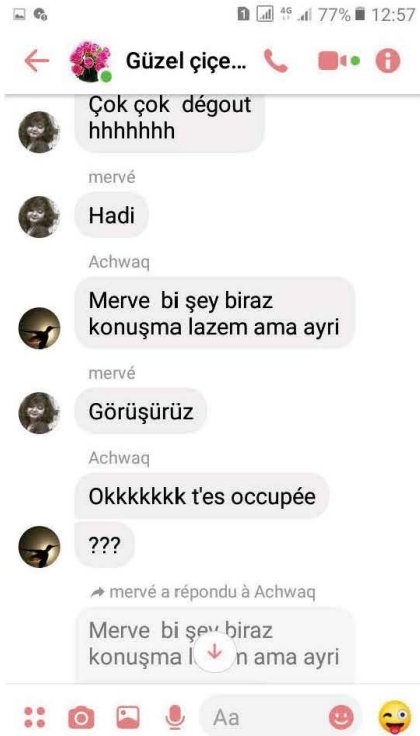 77% 12:57
Güzel çiçe...
Çok çok dégout
hhhhhhh
mervé
Hadi
Achwaq
Merve bi şey biraz
konuşma lazem ama ayri
mervé
Görüşürüz
Achwaq
Okkkkkkk t'es occupée
???
mervé a répondu à Achwaq
Merve bi şey biraz
konuşma l m ama ayri
Aa